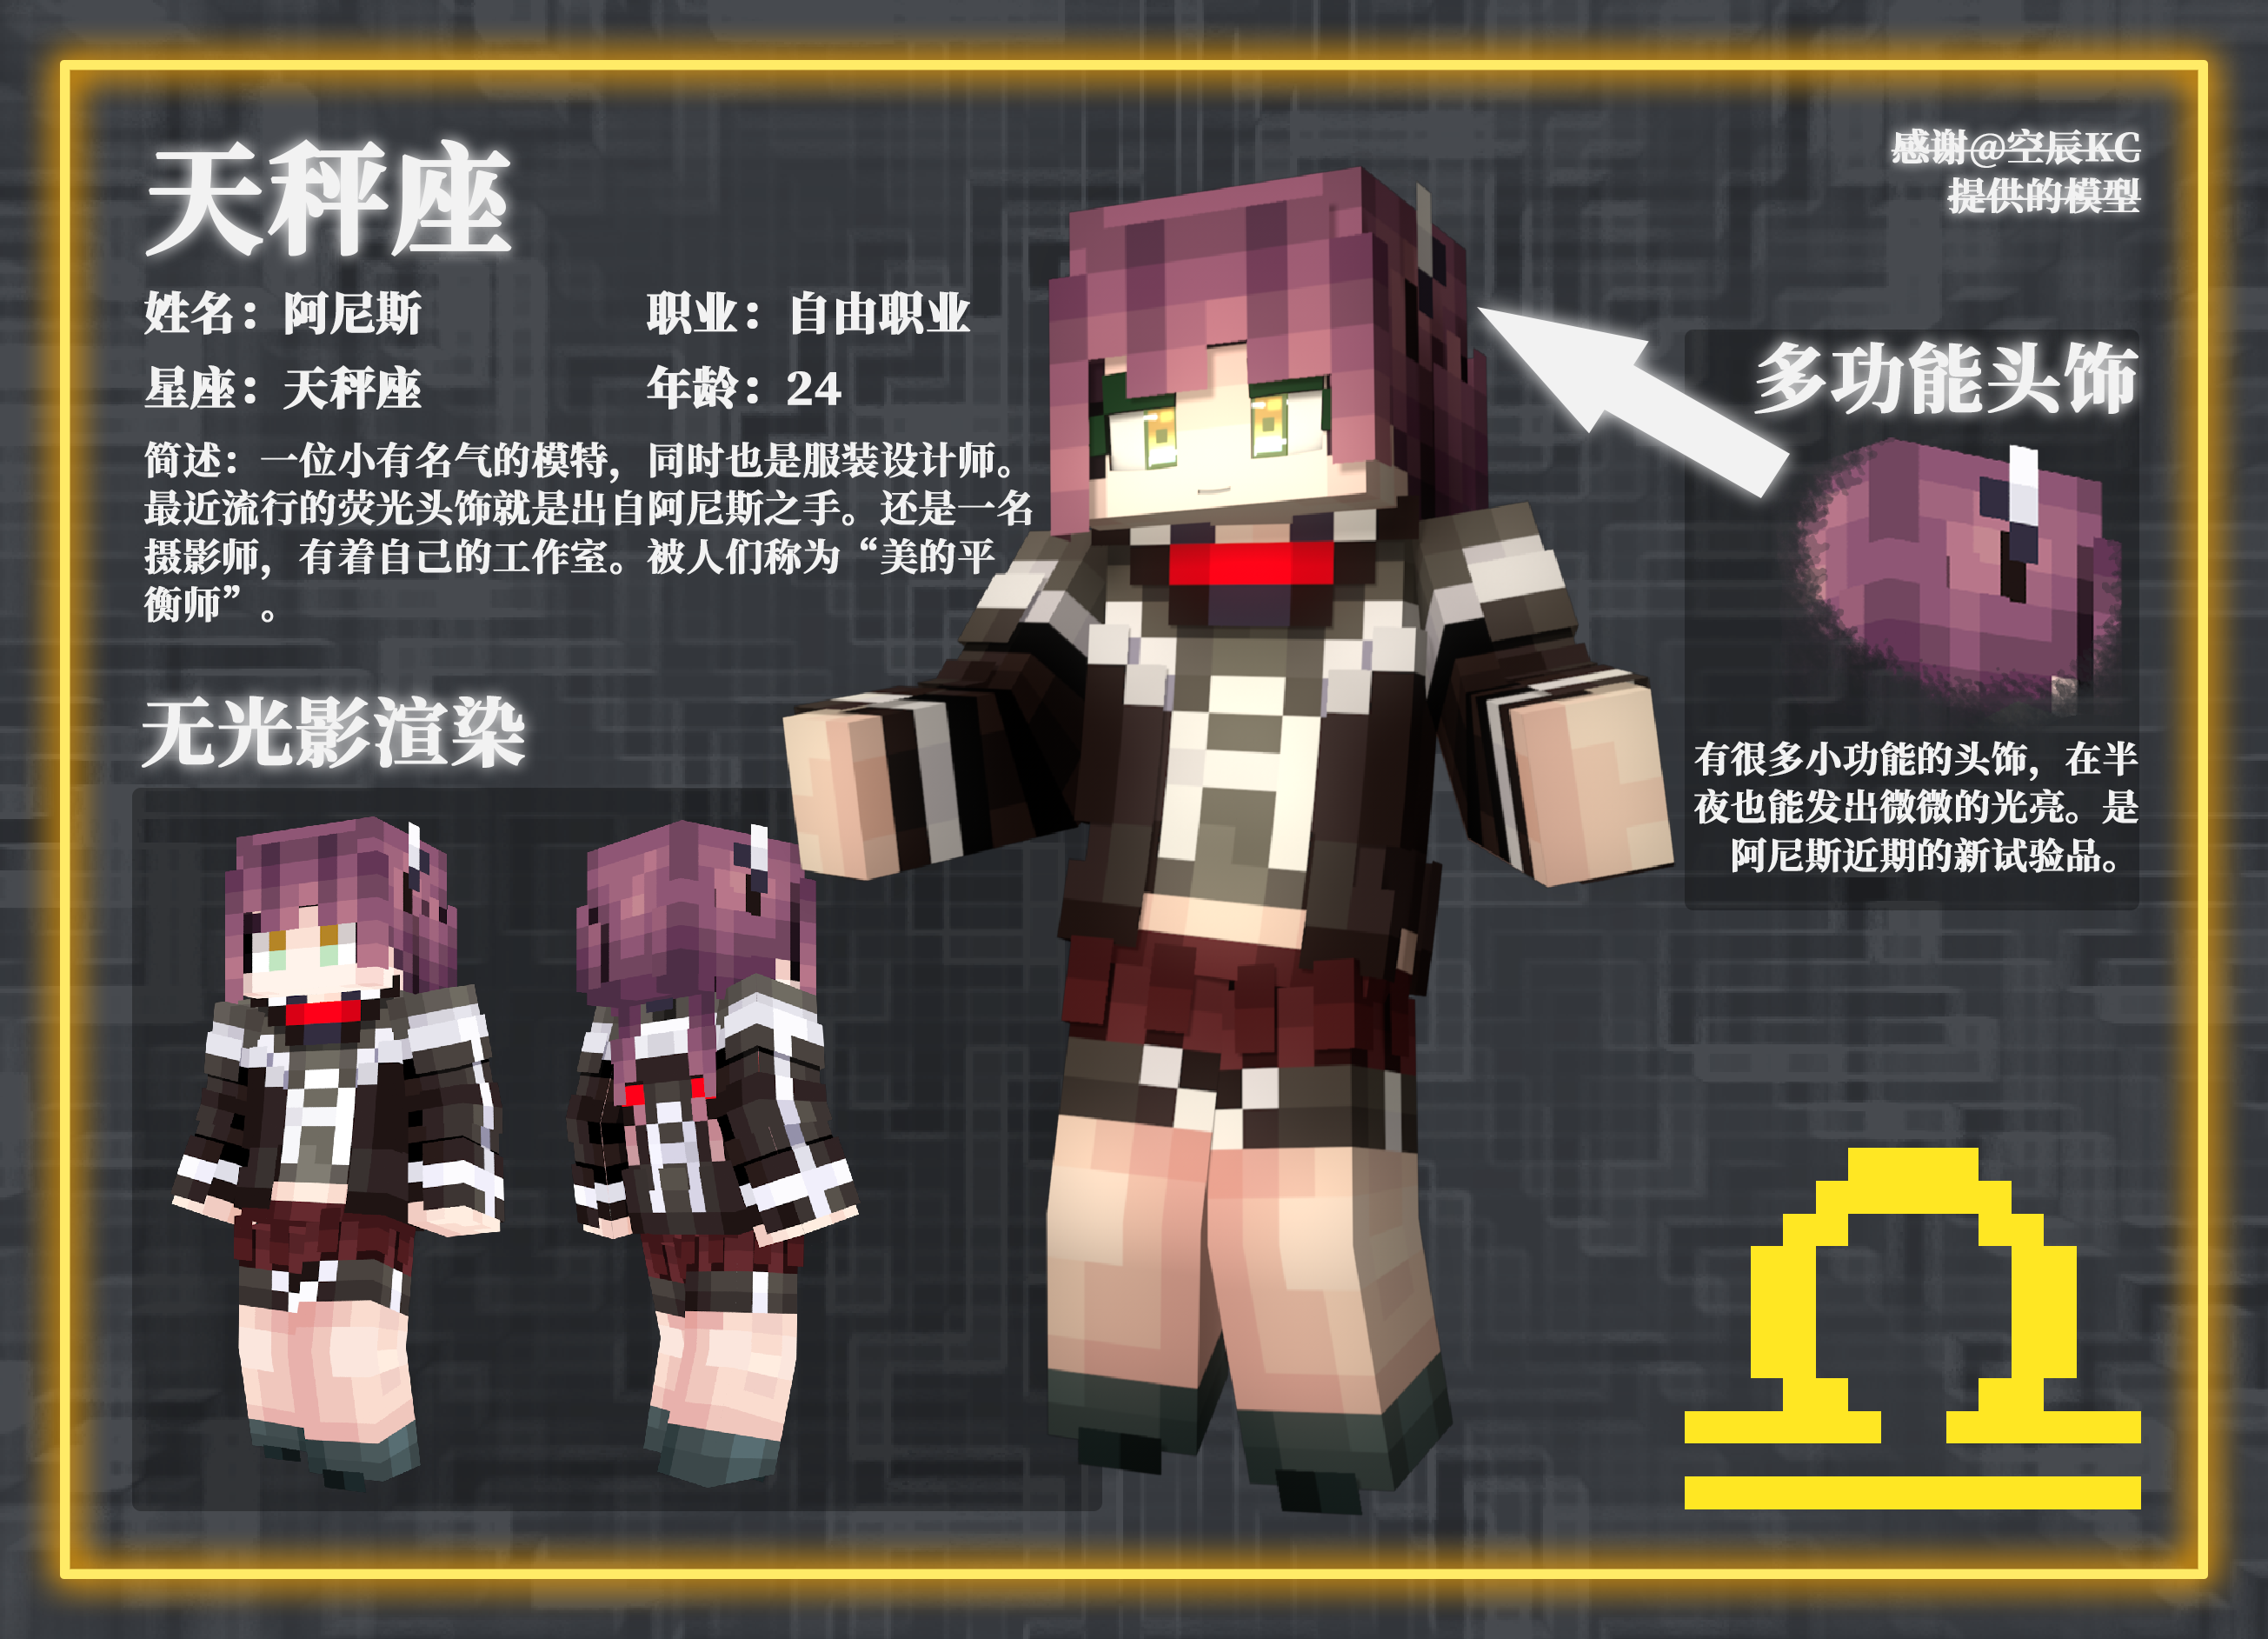 天秤座
姓名：阿尼斯
职业：自由职业
星座：天秤座
年龄：24
简述：一位小有名气的模特，同时也是服装设计师。
最近流行的荧光头饰就是出自阿尼斯之手。还是一名
摄影师，有着自己的工作室。被人们称为“美的平
衡师”。
无光影渲染
感谢@空辰KC
提供的模型
多功能头饰
有很多小功能的头饰，在半
夜也能发出微微的光亮。是
阿尼斯近期的新试验品。